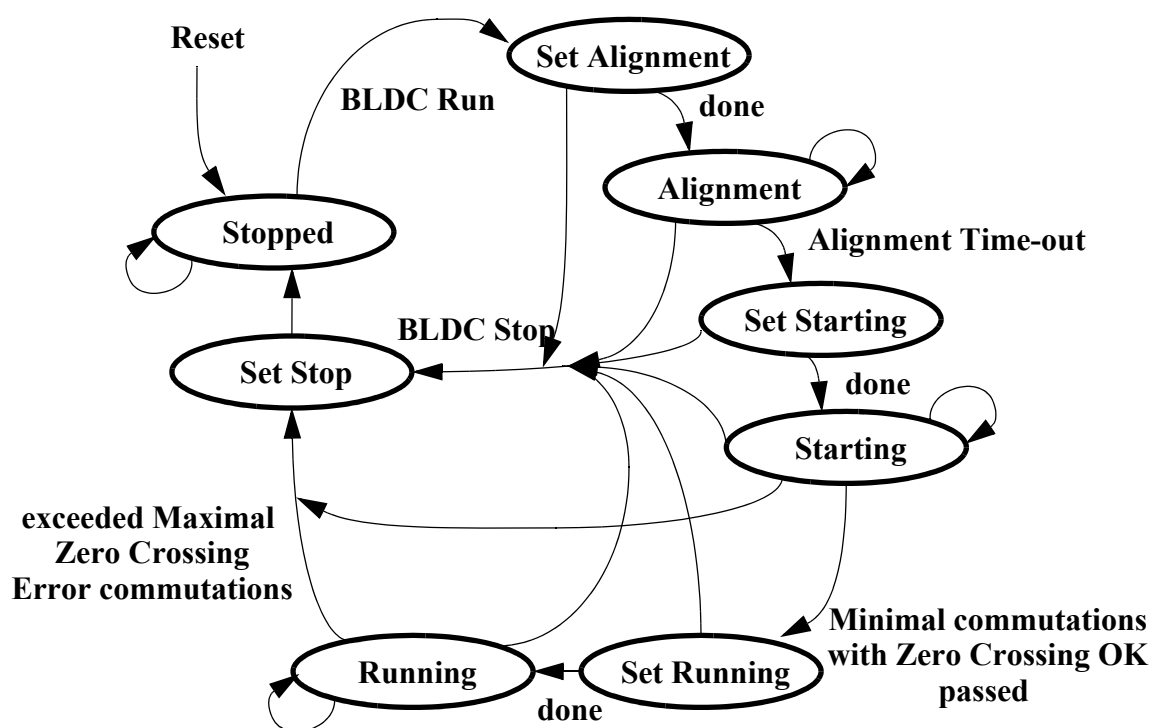 Reset
Set Alignment
BLDC Run
done
Alignment
Stopped
Alignment Time-out
Set Starting
BLDC Stop
Set Stop
done
Starting
exceeded Maximal
Zero Crossing
Error commutations
Minimal commutations
with Zero Crossing OK
passed
Running
Set Running
done